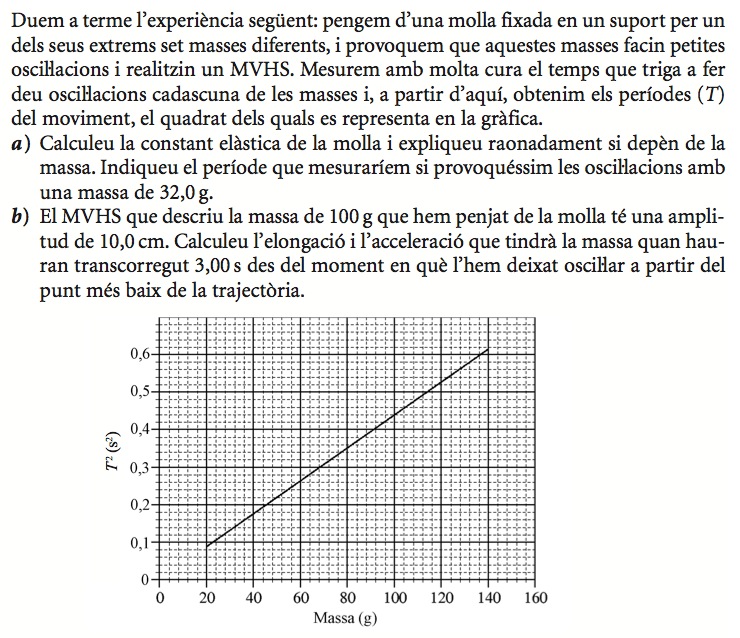 Duem a terme l’experiència següent: pengem d’una molla fixada en un suport per un
dels seus extrems set masses diferents, i provoquem que aquestes masses facin petites
oscil·lacions i realitzin un MVHS. Mesurem amb molta cura el temps que triga a fer
deu oscil·lacions cadascuna de les masses i, a partir d’aquí, obtenim els períodes (T)
del moviment, el quadrat dels quals es representa en la gràfica.
a) Calculeu la constant elàstica de la molla i expliqueu raonadament si depèn de la
massa. Indiqueu el període que mesuraríem si provoquéssim les oscil·lacions amb
una massa de 32,0 g.
b) El MVHS que descriu la massa de 100 g que hem penjat de la molla té una ampli-
tud de 10,0 cm. Calculeu l’elongació i l’acceleració que tindrà la massa quan hau-
ran transcorregut 3,00 s des del moment en què l’hem deixat oscil·lar a partir del
punt més baix de la trajectòria.
0,6
0,5
0,4
T² (s²)
0,3
0,2
0,1
0
0 20 40 60 80 100 120 140 160
Massa (g)